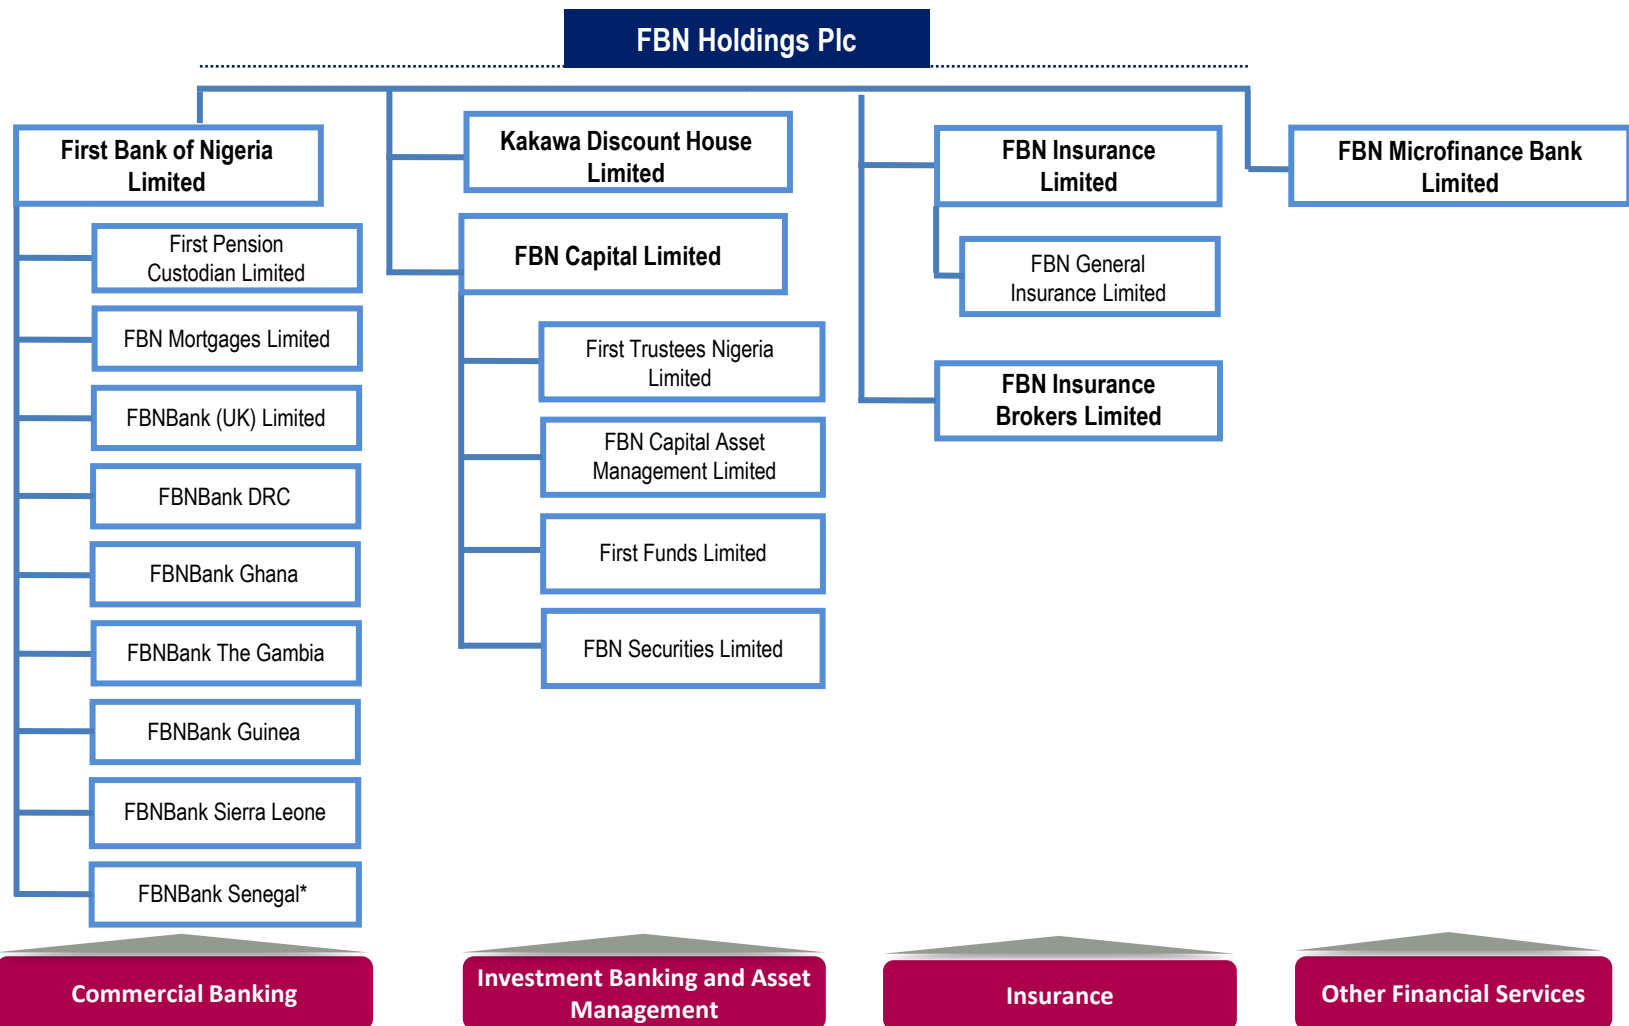 FBN Holdings Plc
First Bank of Nigeria
Limited
First Pension
Custodian Limited
FBN Mortgages Limited
FBNBank (UK) Limited
FBNBank DRC
FBNBank Ghana
FBNBank The Gambia
FBNBank Guinea
FBNBank Sierra Leone
FBNBank Senegal*
Commercial Banking
Kakawa Discount House
Limited
FBN Capital Limited
First Trustees Nigeria
Limited
FBN Capital Asset
Management Limited
First Funds Limited
FBN Securities Limited
Investment Banking and Asset
Management
FBN Insurance
Limited
FBN General
Insurance Limited
FBN Insurance
Brokers Limited
Insurance
FBN Microfinance Bank
Limited
Other Financial Services